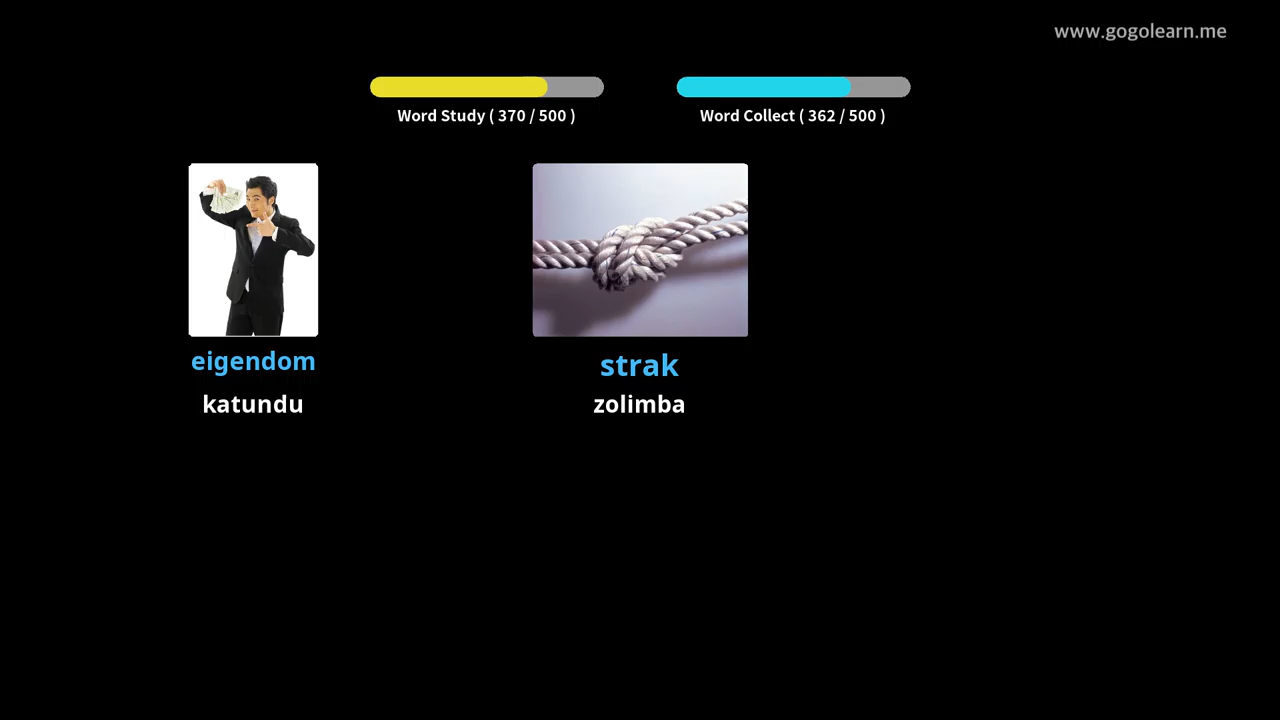 www.gogolearn.me
Word Study ( 370 / 500 )
Word Collect ( 362 / 500 )
eigendom
katundu
strak
zolimba